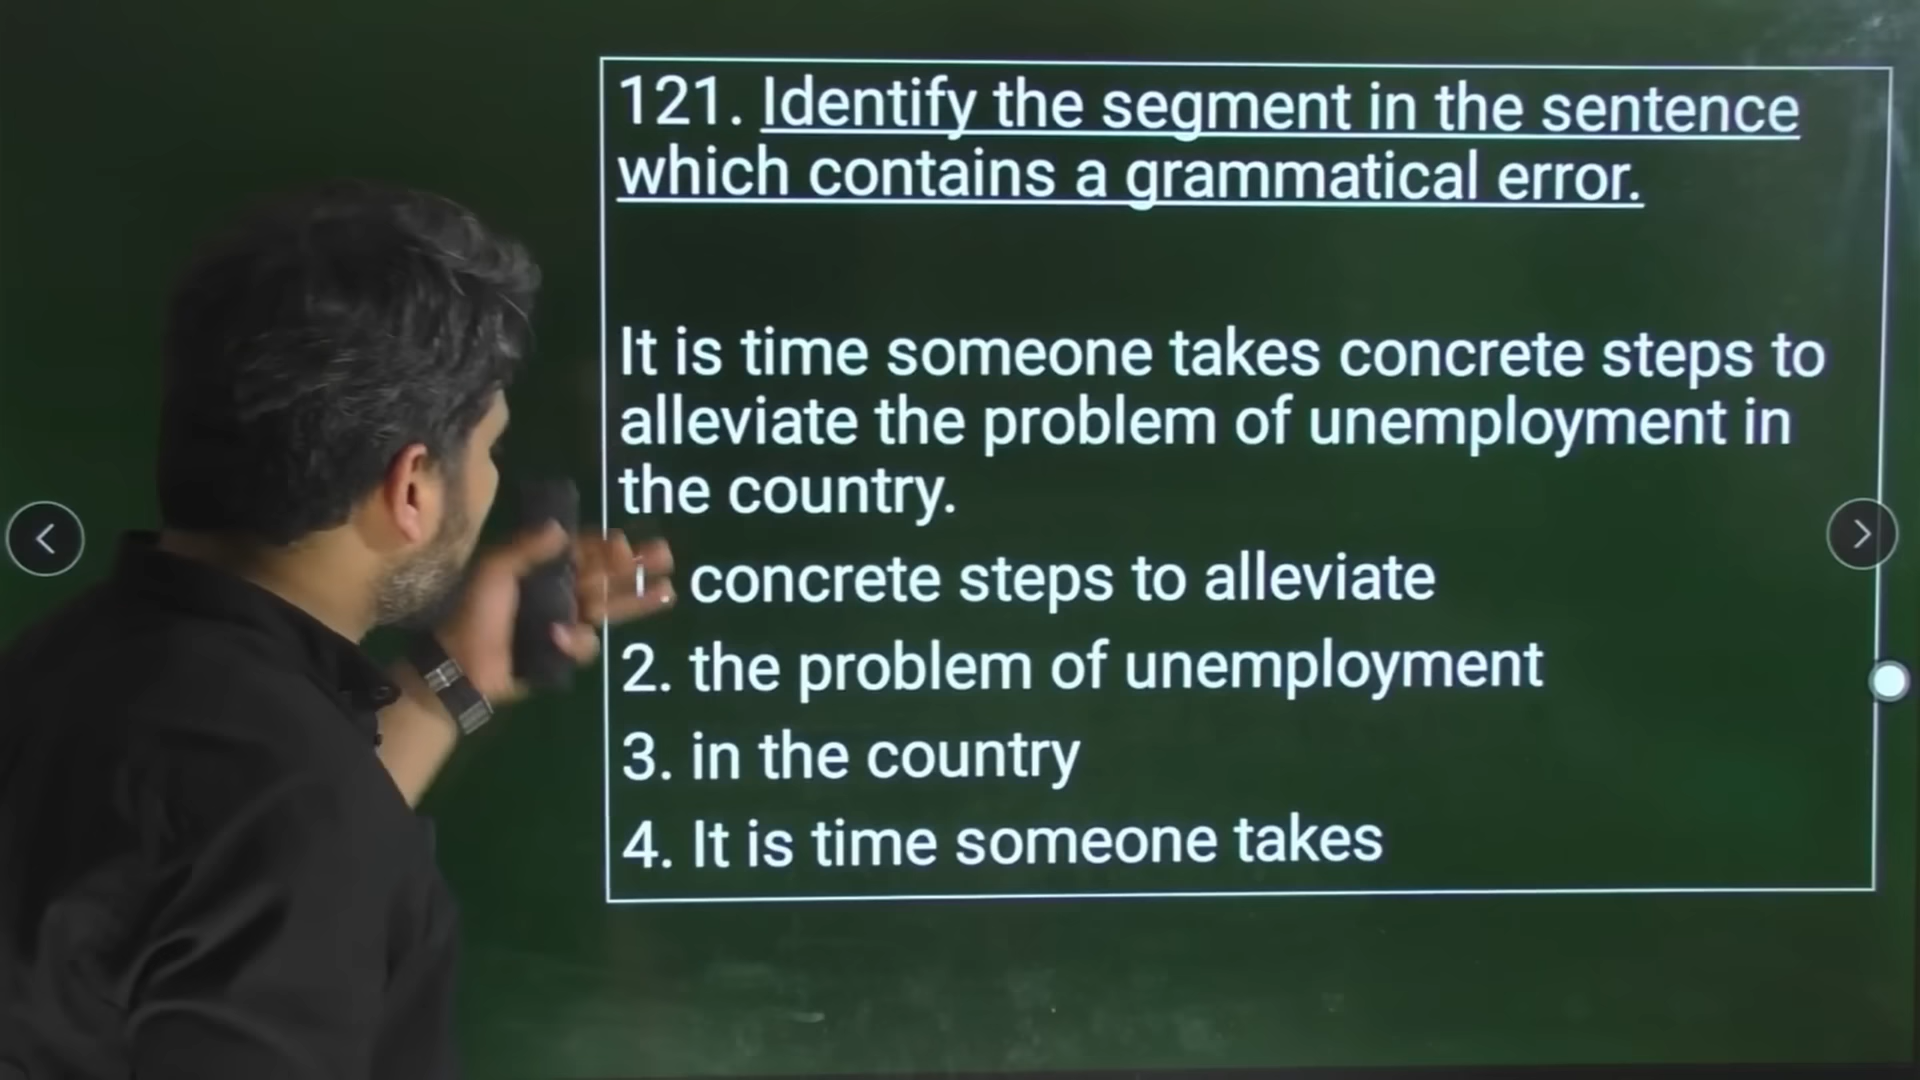 121. Identify the segment in the sentence
which contains a grammatical error.
It is time someone takes concrete steps to
alleviate the problem of unemployment in
the country.
concrete steps to alleviate
2. the problem of unemployment
3. in the country
4. It is time someone takes